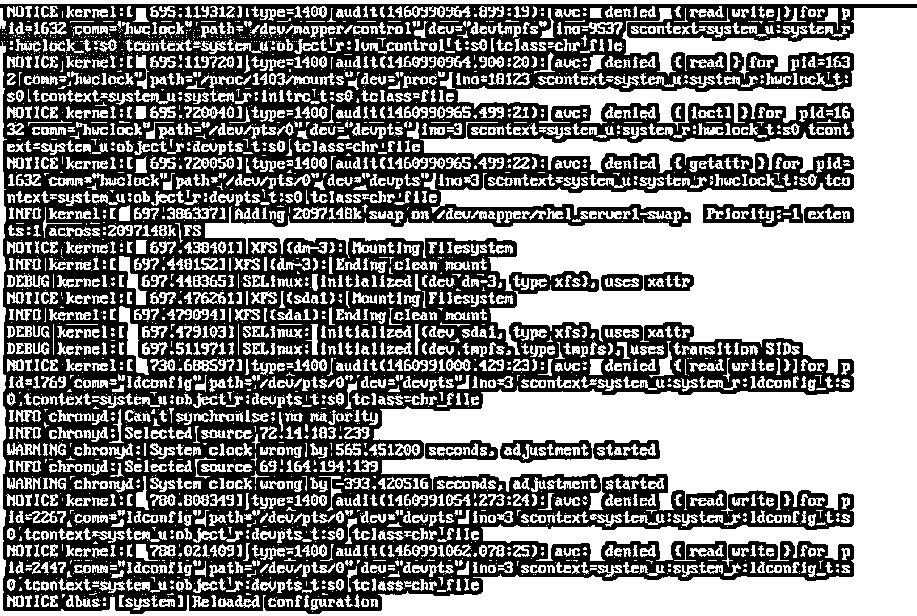 NOTICE kernel:[  695.119312] type=1400 audit(1460990964.899:19): avc:  denied  { read write } for  p
id=1632 comm="hwclock" path="/dev/mapper/control" dev="devtmpfs" ino=9537 scontext=system_u:system_r
:hwclock_t:s0 tcontext=system_u:object_r:lvm_control_t:s0 tclass=chr_file
NOTICE kernel:[  695.119720] type=1400 audit(1460990964.900:20): avc:  denied  { read } for  pid=163
2 comm="hwclock" path="/proc/1403/mounts" dev="proc" ino=18123 scontext=system_u:system_r:hwclock_t:
s0 tcontext=system_u:system_r:initrc_t:s0 tclass=file
NOTICE kernel:[  695.720040] type=1400 audit(1460990965.499:21): avc:  denied  { ioctl } for  pid=16
32 comm="hwclock" path="/dev/pts/0" dev="devpts" ino=3 scontext=system_u:system_r:hwclock_t:s0 tcont
ext=system_u:object_r:devpts_t:s0 tclass=chr_file
NOTICE kernel:[  695.720050] type=1400 audit(1460990965.499:22): avc:  denied  { getattr } for  pid=
1632 comm="hwclock" path="/dev/pts/0" dev="devpts" ino=3 scontext=system_u:system_r:hwclock_t:s0 tco
ntext=system_u:object_r:devpts_t:s0 tclass=chr_file
INFO kernel:[  697.386337] Adding 2097148k swap on /dev/mapper/rhel_server1-swap.  Priority:-1 exten
ts:1 across:2097148k FS
NOTICE kernel:[  697.438401] XFS (dm-3): Mounting Filesystem
INFO kernel:[  697.448152] XFS (dm-3): Ending clean mount
DEBUG kernel:[  697.448365] SELinux: initialized (dev dm-3, type xfs), uses xattr
NOTICE kernel:[  697.476261] XFS (sda1): Mounting Filesystem
INFO kernel:[  697.479094] XFS (sda1): Ending clean mount
DEBUG kernel:[  697.479103] SELinux: initialized (dev sda1, type xfs), uses xattr
DEBUG kernel:[  697.511971] SELinux: initialized (dev tmpfs, type tmpfs), uses transition SIDs
NOTICE kernel:[  730.688597] type=1400 audit(1460991000.429:23): avc:  denied  { read write } for  p
id=1769 comm="ldconfig" path="/dev/pts/0" dev="devpts" ino=3 scontext=system_u:system_r:ldconfig_t:s
0 tcontext=system_u:object_r:devpts_t:s0 tclass=chr_file
INFO chronyd: Can't synchronise: no majority
INFO chronyd: Selected source 72.14.183.239
WARNING chronyd: System clock wrong by 565.451200 seconds, adjustment started
INFO chronyd: Selected source 69.164.194.139
WARNING chronyd: System clock wrong by -393.420516 seconds, adjustment started
NOTICE kernel:[  780.808349] type=1400 audit(1460991054.273:24): avc:  denied  { read write } for  p
id=2267 comm="ldconfig" path="/dev/pts/0" dev="devpts" ino=3 scontext=system_u:system_r:ldconfig_t:s
0 tcontext=system_u:object_r:devpts_t:s0 tclass=chr_file
NOTICE kernel:[  788.021409] type=1400 audit(1460991062.078:25): avc:  denied  { read write } for  p
id=2447 comm="ldconfig" path="/dev/pts/0" dev="devpts" ino=3 scontext=system_u:system_r:ldconfig_t:s
0 tcontext=system_u:object_r:devpts_t:s0 tclass=chr_file
NOTICE dbus: [system] Reloaded configuration